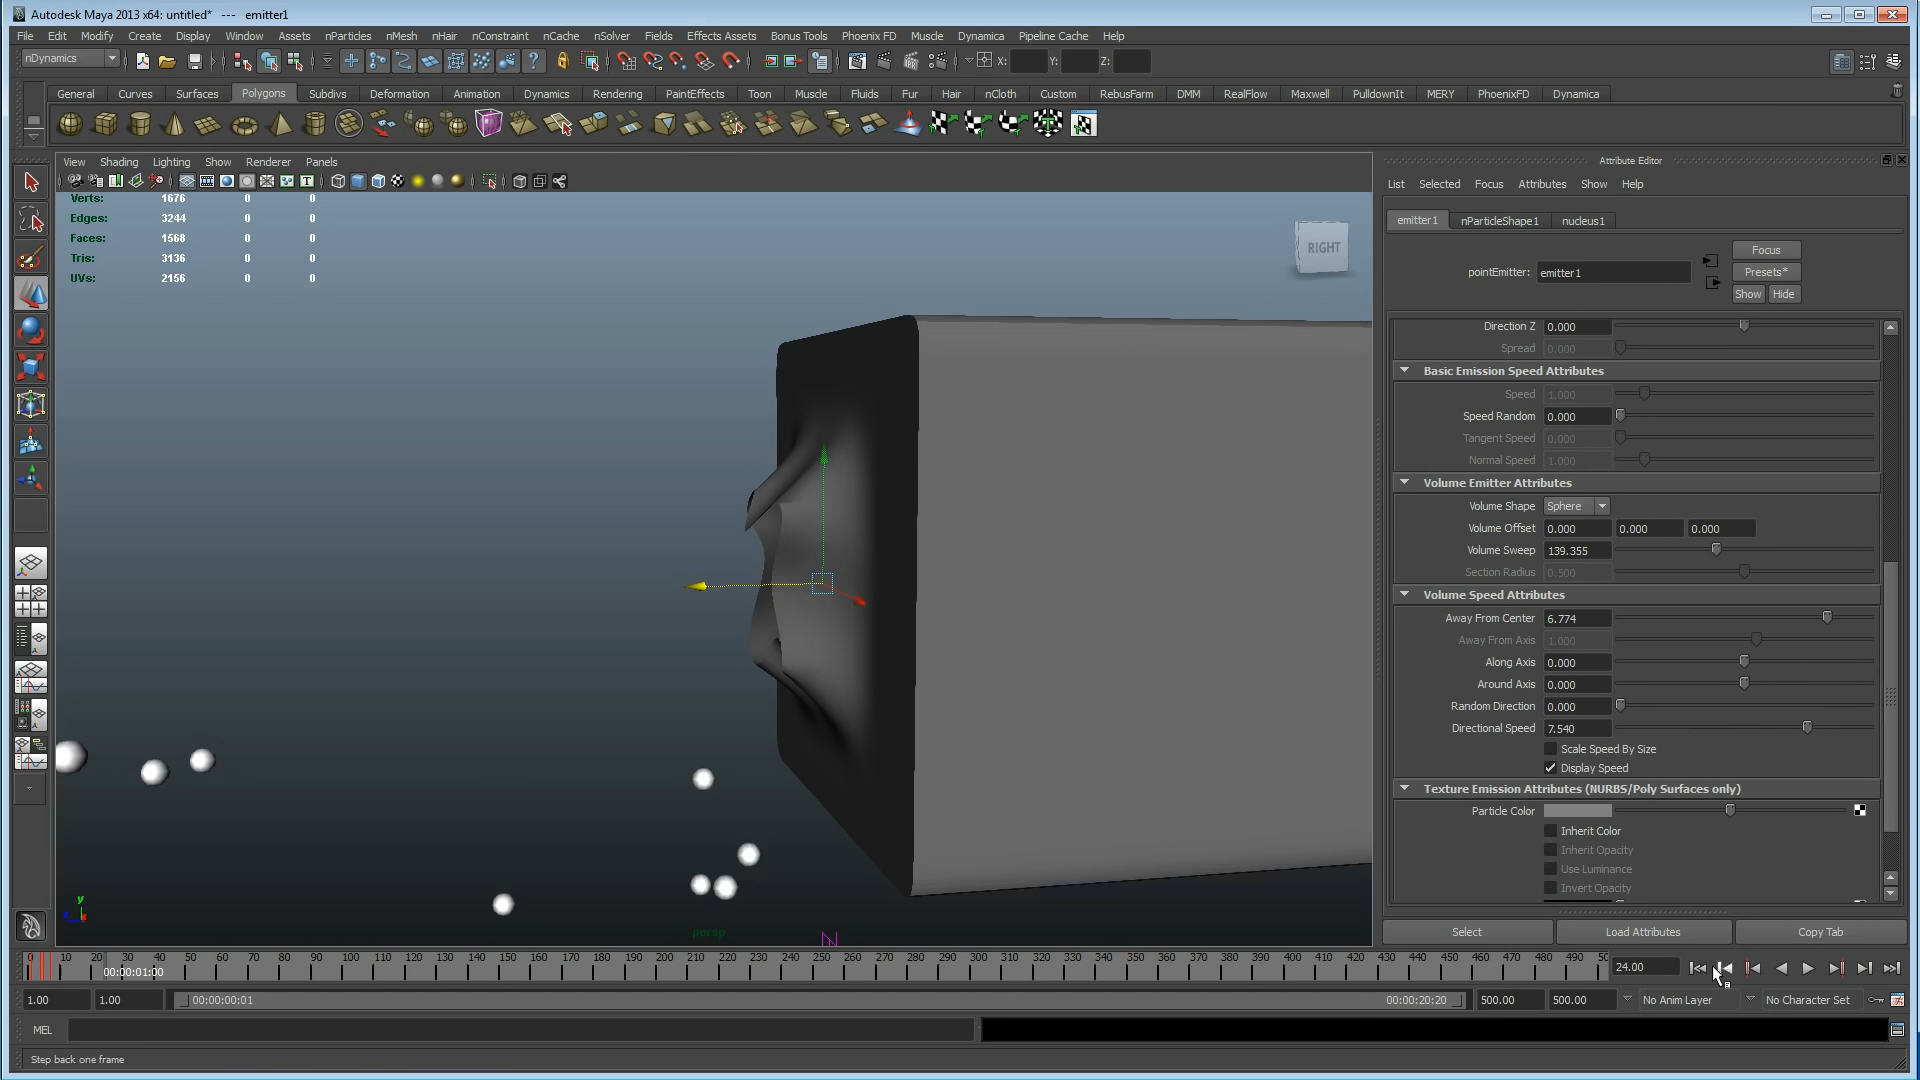 Autodesk Maya 2013 x64: untitled* --- emitter1
File Edit Modify Create Display Window Assets nParticles nMesh nHair nConstraint nCache nSolver Fields Effects Assets Bonus Tools Phoenix FD Muscle Dynamica Pipeline Cache Help
nDynamics X: Y: Z:
General Curves Surfaces Polygons Subdivs Deformation Animation Dynamics Rendering PaintEffects Toon Muscle Fluids Fur Hair nCloth Custom RebusFarm DMM RealFlow Maxwell PulldownIt MERY PhoenixFD Dynamica
View Shading Lighting Show Renderer Panels
Verts: 1676 0 0
Edges: 3244 0 0
Faces: 1568 0 0
Tris: 3136 0 0
UVs: 2156 0 0
RIGHT
y
persp
Attribute Editor
List Selected Focus Attributes Show Help
emitter1 nParticleShape1 nucleus1
Focus
pointEmitter: emitter1 Presets*
Show Hide
Direction Z 0.000
Spread 0.000
Basic Emission Speed Attributes
Speed 1.000
Speed Random 0.000
Tangent Speed 0.000
Normal Speed 1.000
Volume Emitter Attributes
Volume Shape Sphere
Volume Offset 0.000 0.000 0.000
Volume Sweep 139.355
Section Radius 0.500
Volume Speed Attributes
Away From Center 6.774
Away From Axis 1.000
Along Axis 0.000
Around Axis 0.000
Random Direction 0.000
Directional Speed 7.540
Scale Speed By Size
Display Speed
Texture Emission Attributes (NURBS/Poly Surfaces only)
Particle Color
Inherit Color
Inherit Opacity
Use Luminance
Invert Opacity
Select Load Attributes Copy Tab
0 10 20 30 40 50 60 70 80 90 100 110 120 130 140 150 160 170 180 190 200 210 220 230 240 250 260 270 280 290 300 310 320 330 340 350 360 370 380 390 400 410 420 430 440 450 460 470 480 490 50
00:00:01:00
24.00
1.00 1.00 00:00:00:01 00:00:20:20 500.00 500.00 No Anim Layer No Character Set
MEL
Step back one frame